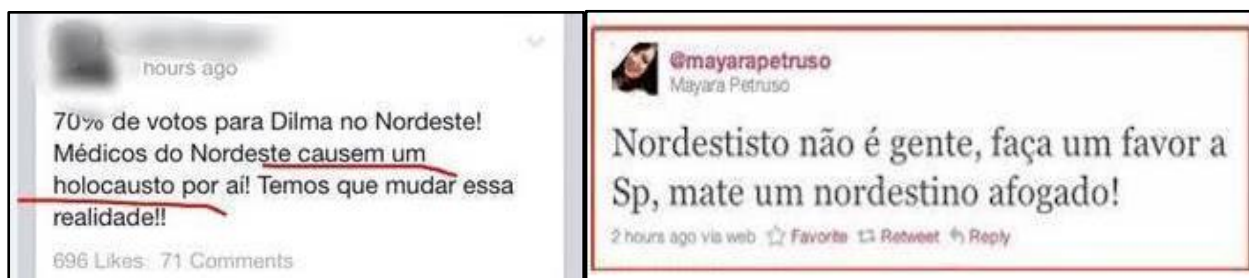 hours ago
70% de votos para Dilma no Nordeste!
Médicos do Nordeste causem um
holocausto por aí! Temos que mudar essa
realidade!!
696 Likes 71 Comments
@mayarapetruso
Mayara Petruso
Nordestisto não é gente, faça um favor a
Sp, mate um nordestino afogado!
2 hours ago via web Favorite Retweet Reply